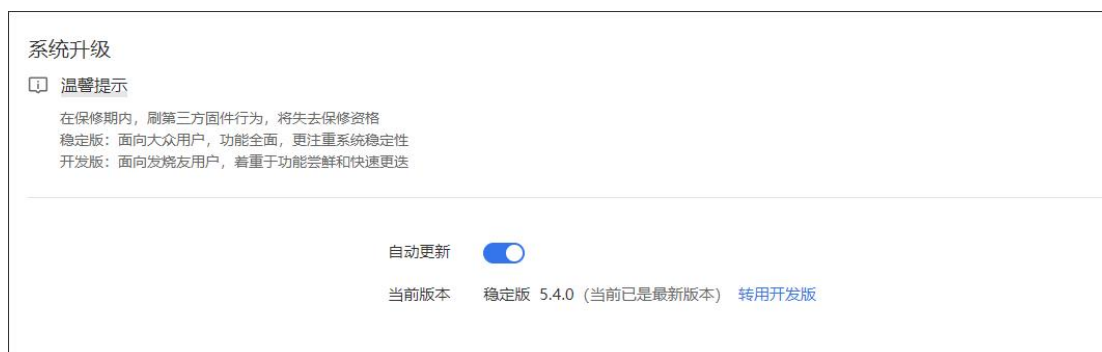 系统升级
温馨提示
在保修期内，刷第三方固件行为，将失去保修资格
稳定版：面向大众用户，功能全面，更注重系统稳定性
开发版：面向发烧友用户，着重于功能尝鲜和快速更迭
自动更新
当前版本 稳定版 5.4.0 (当前已是最新版本) 转用开发版